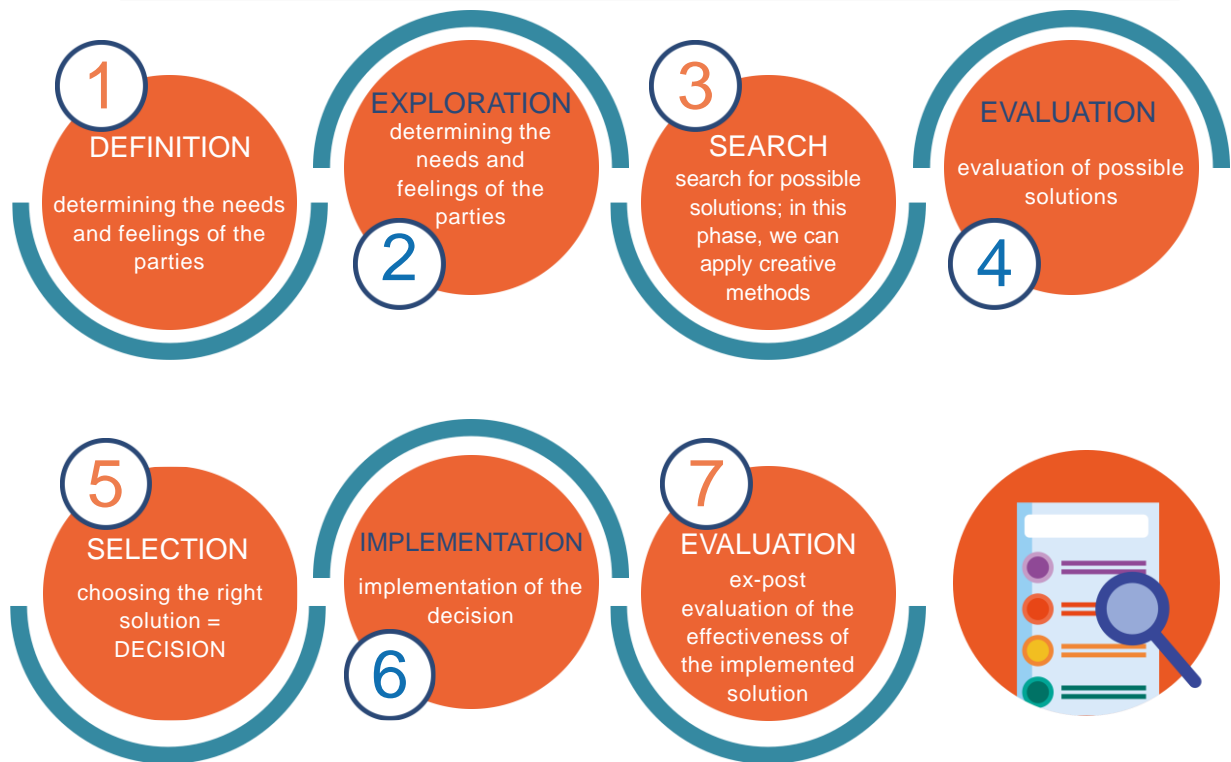 1
DEFINITION
determining the needs
and feelings of the
parties
EXPLORATION
determining the
needs and
feelings of the
parties
2
3
SEARCH
search for possible
solutions; in this
phase, we can
apply creative
methods
EVALUATION
evaluation of possible
solutions
4
5
SELECTION
choosing the right
solution =
DECISION
IMPLEMENTATION
implementation of the
decision
6
7
EVALUATION
ex-post
evaluation of the
effectiveness of
the implemented
solution